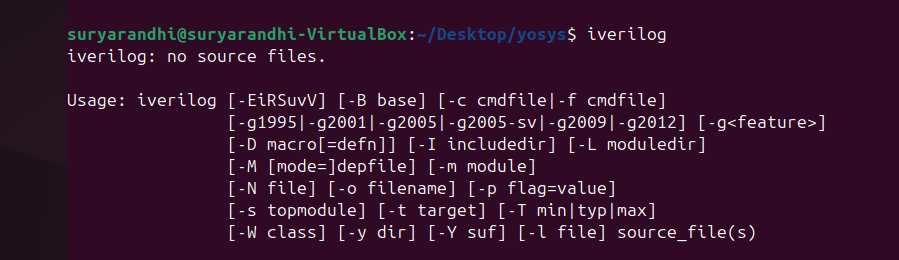 suryarandhi@suryarandhi-VirtualBox:~/Desktop/yosys$ iverilog
iverilog: no source files.

Usage: iverilog [-EiRSuvV] [-B base] [-c cmdfile|-f cmdfile]
                [-g1995|-g2001|-g2005|-g2005-sv|-g2009|-g2012] [-g<feature>]
                [-D macro[=defn]] [-I includedir] [-L moduledir]
                [-M [mode=]depfile] [-m module]
                [-N file] [-o filename] [-p flag=value]
                [-s topmodule] [-t target] [-T min|typ|max]
                [-W class] [-y dir] [-Y suf] [-l file] source_file(s)